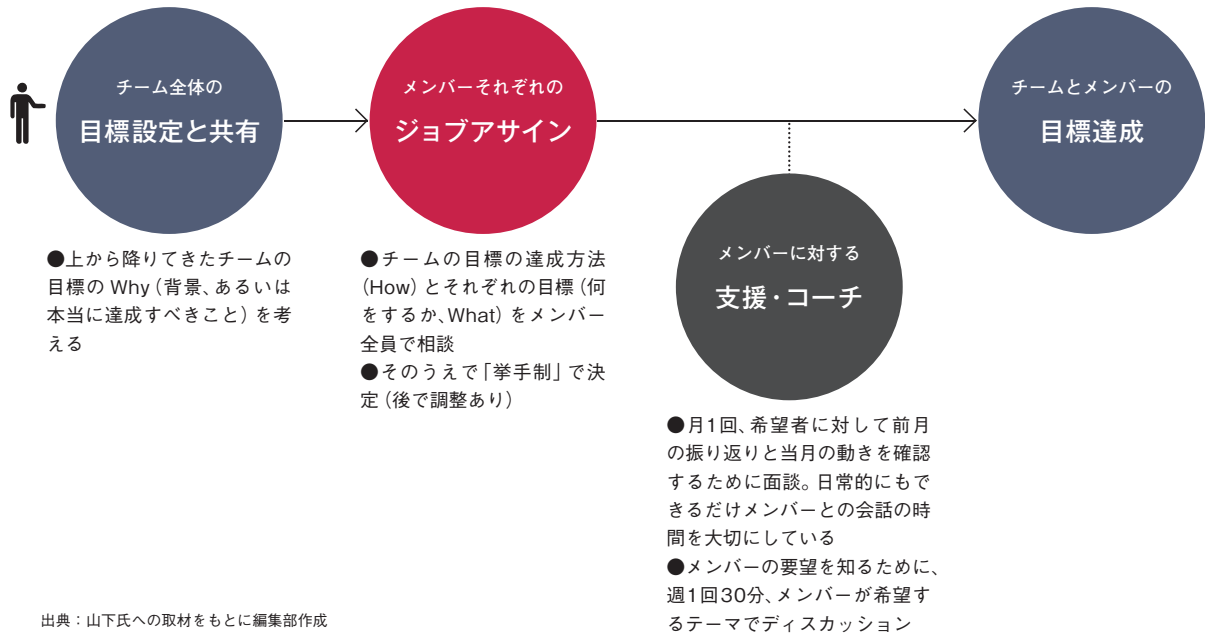 チーム全体の
目標設定と共有
メンバーそれぞれの
ジョブアサイン
チームとメンバーの
目標達成
メンバーに対する
支援・コーチ
●上から降りてきたチームの
目標の Why（背景、あるいは
本当に達成すべきこと）を考
える
●チームの目標の達成方法
（How）とそれぞれの目標（何
をするか、What）をメンバー
全員で相談
●そのうえで「挙手制」で決
定（後で調整あり）
●月1回、希望者に対して前月
の振り返りと当月の動きを確認
するために面談。日常的にもで
きるだけメンバーとの会話の時
間を大切にしている
●メンバーの要望を知るために、
週1回30分、メンバーが希望す
るテーマでディスカッション
出典：山下氏への取材をもとに編集部作成